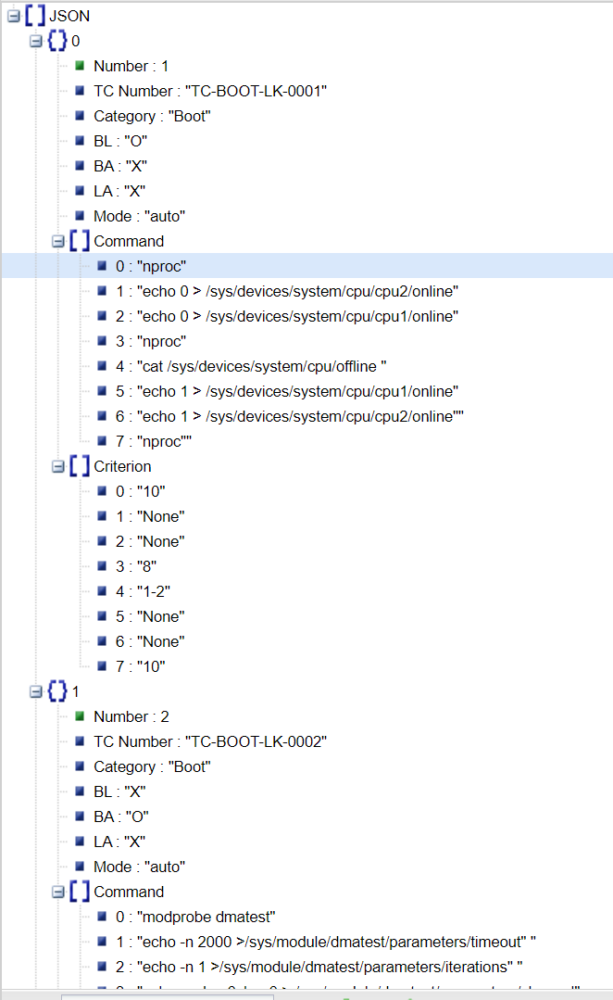 JSON
0
Number : 1
TC Number : "TC-BOOT-LK-0001"
Category : "Boot"
BL : "O"
BA : "X"
LA : "X"
Mode : "auto"
Command
0 : "nproc"
1 : "echo 0 > /sys/devices/system/cpu/cpu2/online"
2 : "echo 0 > /sys/devices/system/cpu/cpu1/online"
3 : "nproc"
4 : "cat /sys/devices/system/cpu/offline "
5 : "echo 1 > /sys/devices/system/cpu/cpu1/online"
6 : "echo 1 > /sys/devices/system/cpu/cpu2/online""
7 : "nproc""
Criterion
0 : "10"
1 : "None"
2 : "None"
3 : "8"
4 : "1-2"
5 : "None"
6 : "None"
7 : "10"
1
Number : 2
TC Number : "TC-BOOT-LK-0002"
Category : "Boot"
BL : "X"
BA : "O"
LA : "X"
Mode : "auto"
Command
0 : "modprobe dmatest"
1 : "echo -n 2000 >/sys/module/dmatest/parameters/timeout" "
2 : "echo -n 1 >/sys/module/dmatest/parameters/iterations" "